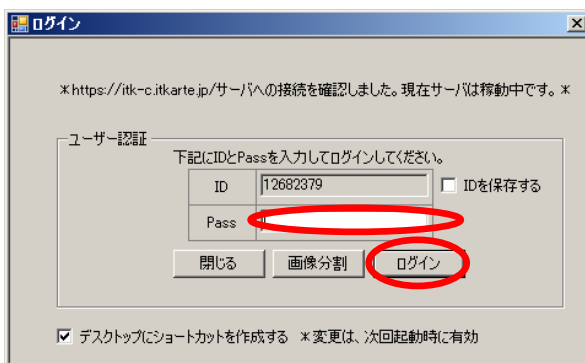 ログイン
*https://itk-c.itkarte.jp/サーバへの接続を確認しました。現在サーバは稼動中です。*
ユーザー認証
下記にIDとPassを入力してログインしてください。
ID 12682379 IDを保存する
Pass
閉じる 画像分割 ログイン
デスクトップにショートカットを作成する *変更は、次回起動時に有効